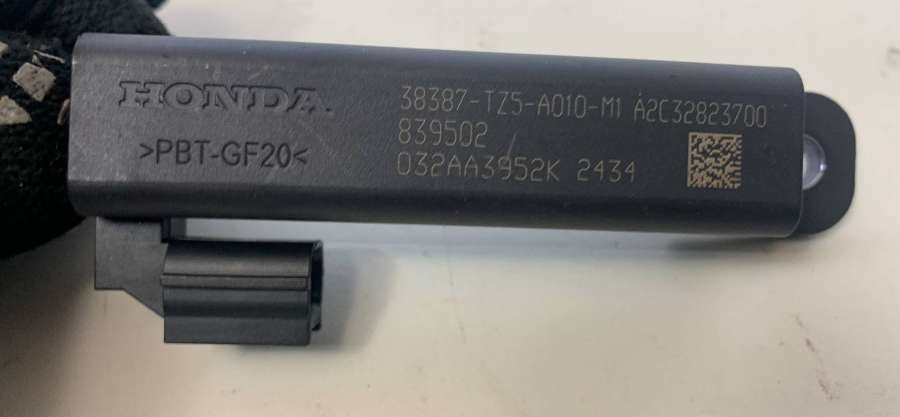 HONDA
>PBT-GF20<
38387-TZ5-A010-M1 A2C32823700
839502
032AA3952K 2434